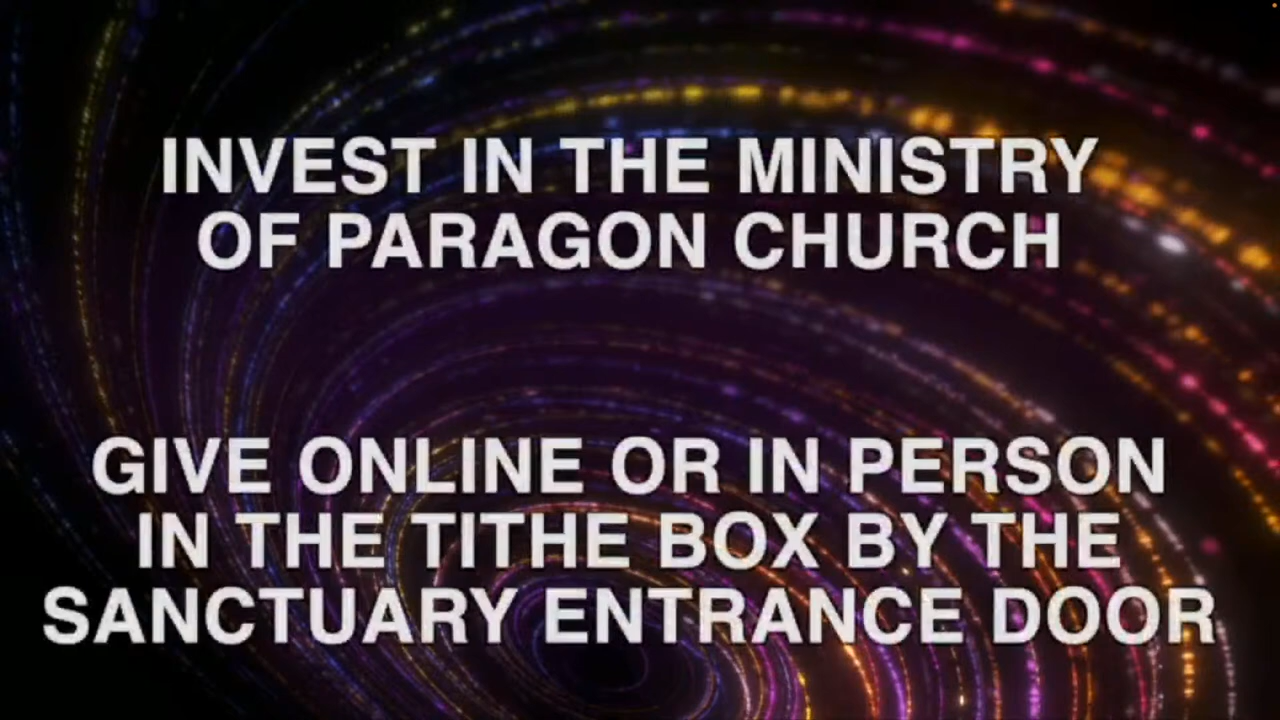 INVEST IN THE MINISTRY
OF PARAGON CHURCH
GIVE ONLINE OR IN PERSON
IN THE TITHE BOX BY THE
SANCTUARY ENTRANCE DOOR